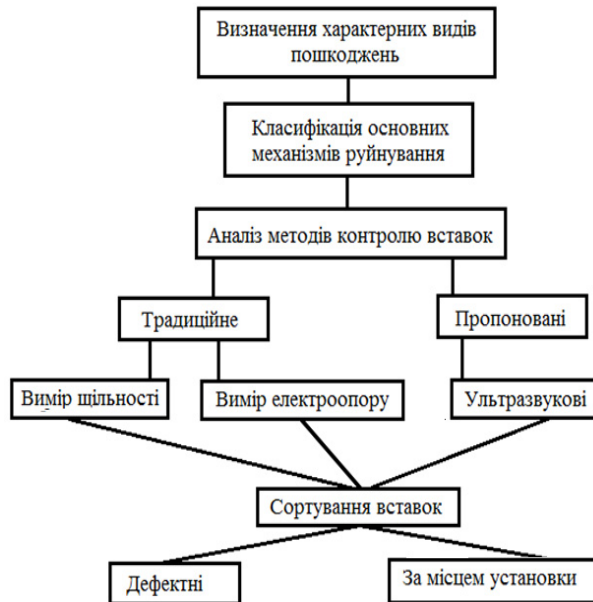 Визначення характерних видів
пошкоджень
Класифікація основних
механізмів руйнування
Аналіз методів контролю вставок
Традиційне
Пропоновані
Вимір щільності
Вимір електроопору
Ультразвукові
Сортування вставок
Дефектні
За місцем установки